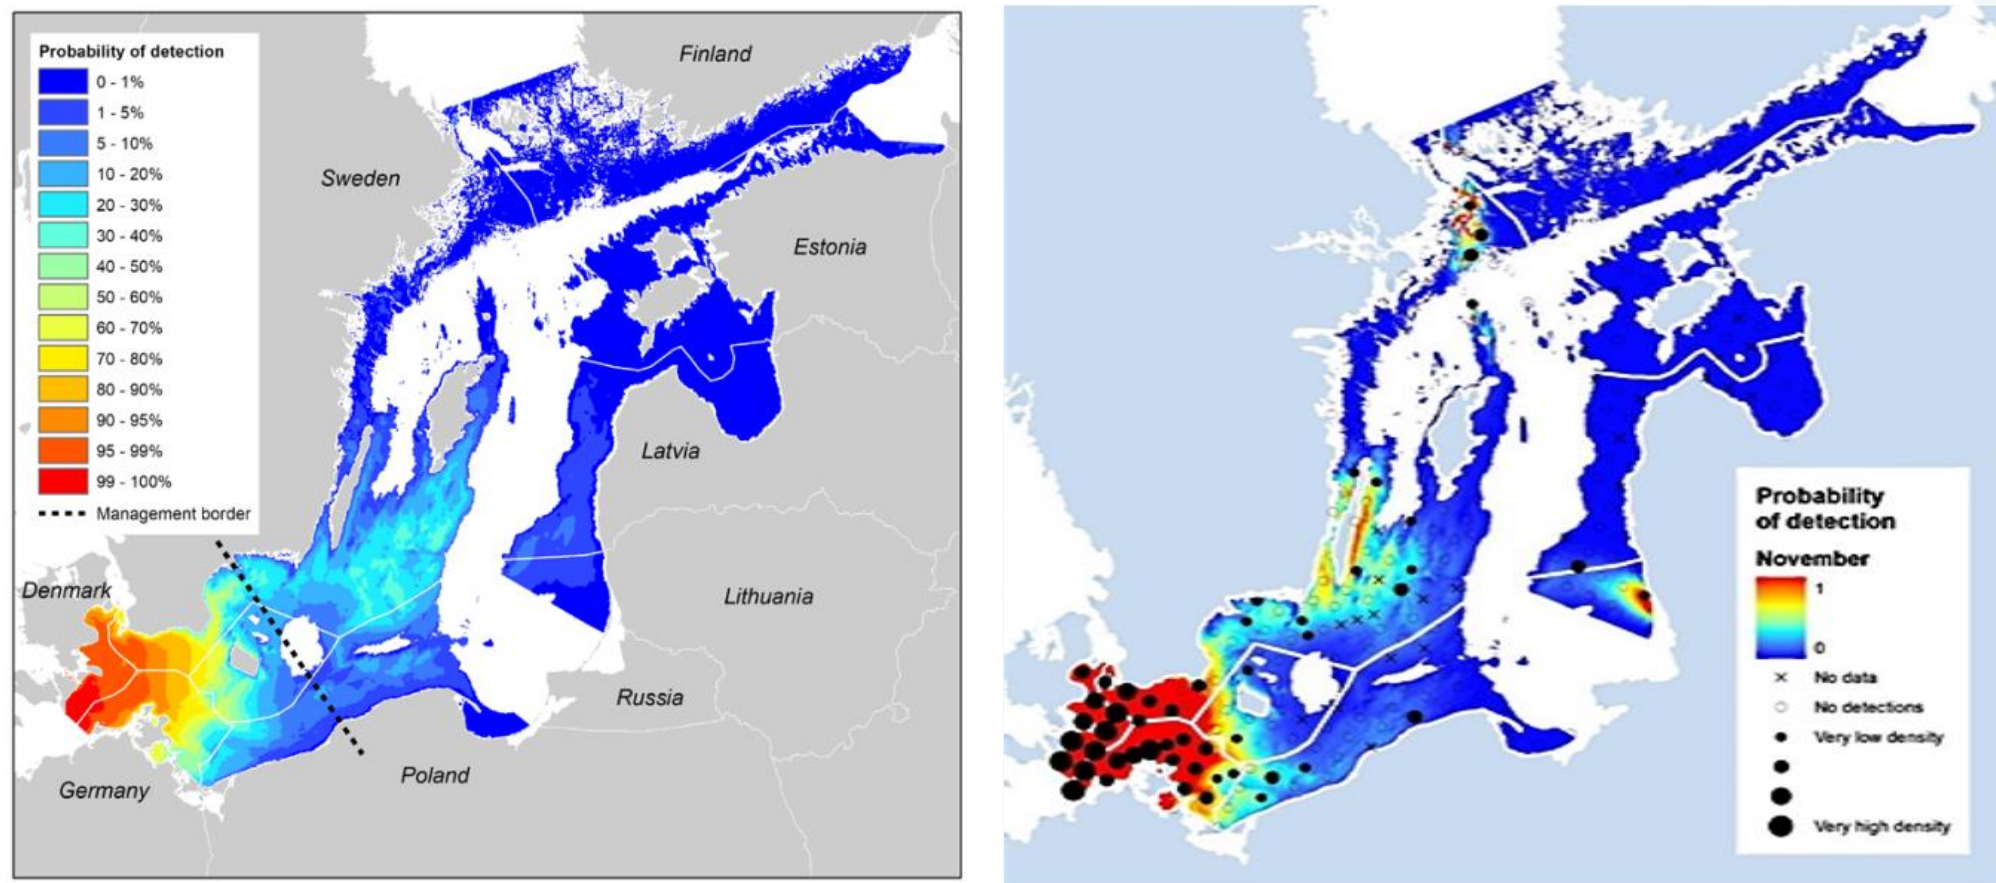 Probability of detection
0 - 1%
1 - 5%
5 - 10%
10 - 20%
20 - 30%
30 - 40%
40 - 50%
50 - 60%
60 - 70%
70 - 80%
80 - 90%
90 - 95%
95 - 99%
99 - 100%
Management border
Finland
Sweden
Estonia
Latvia
Lithuania
Denmark
Russia
Poland
Germany
Probability
of detection
November
1
0
No data
No detections
Very low density
Very high density